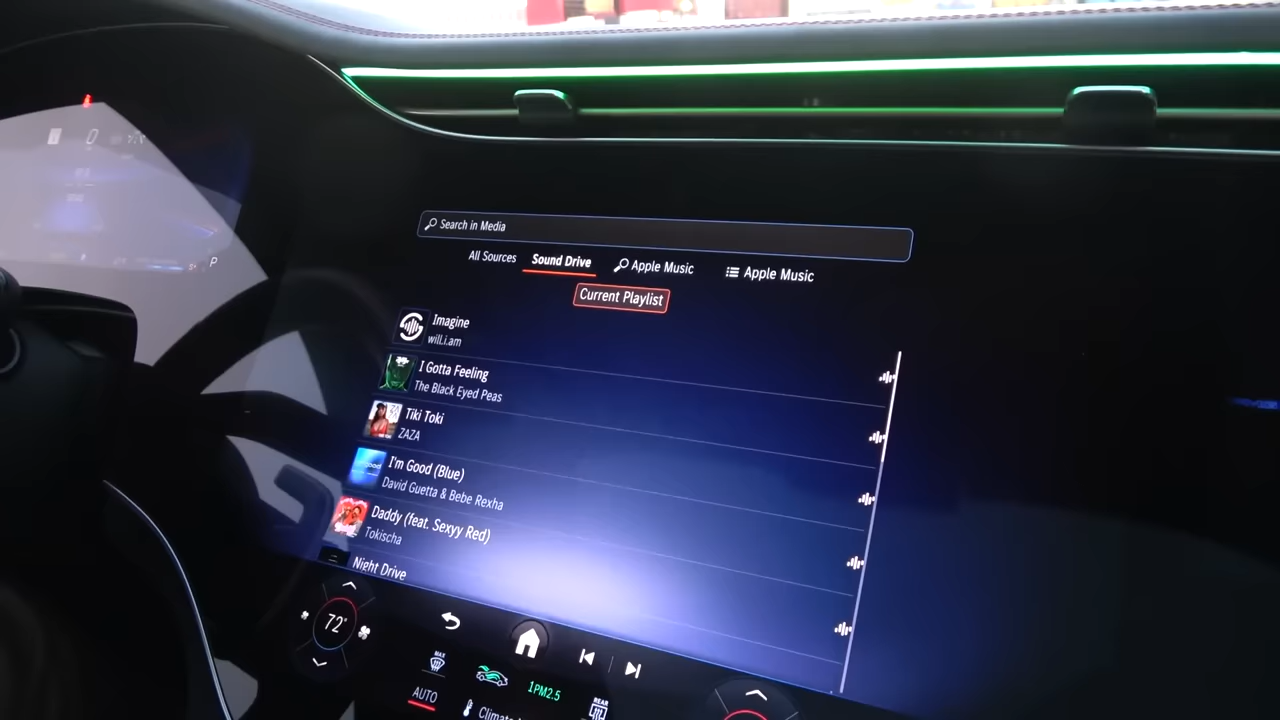 Search in Media
All Sources
Sound Drive
Apple Music
Apple Music
Current Playlist
Imagine
will.i.am
I Gotta Feeling
The Black Eyed Peas
Tiki Toki
ZAZA
I'm Good (Blue)
David Guetta & Bebe Rexha
Daddy (feat. Sexyy Red)
Tokischa
Night Drive
72°
MAX
1PM2.5
REAR
AUTO
P